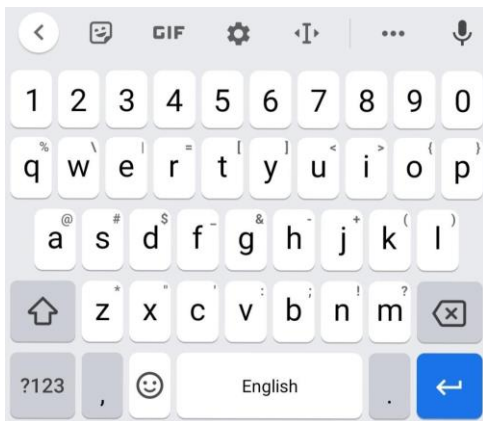 GIF
1 2 3 4 5 6 7 8 9 0
% \ | = [ ] < > { }
q w e r t y u i o p
@ # $ _ & - + ( )
a s d f g h j k l
* " ' : ; ! ?
z x c v b n m
?123 , English .